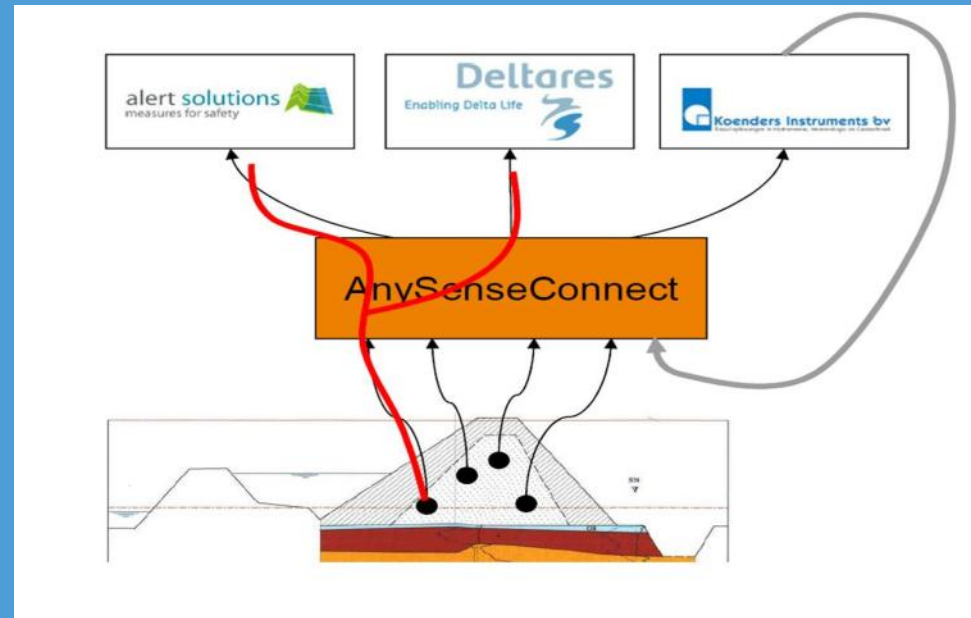 alert solutions
measures for safety
Deltares
Enabling Delta Life
Koenders Instruments bv
AnySenseConnect